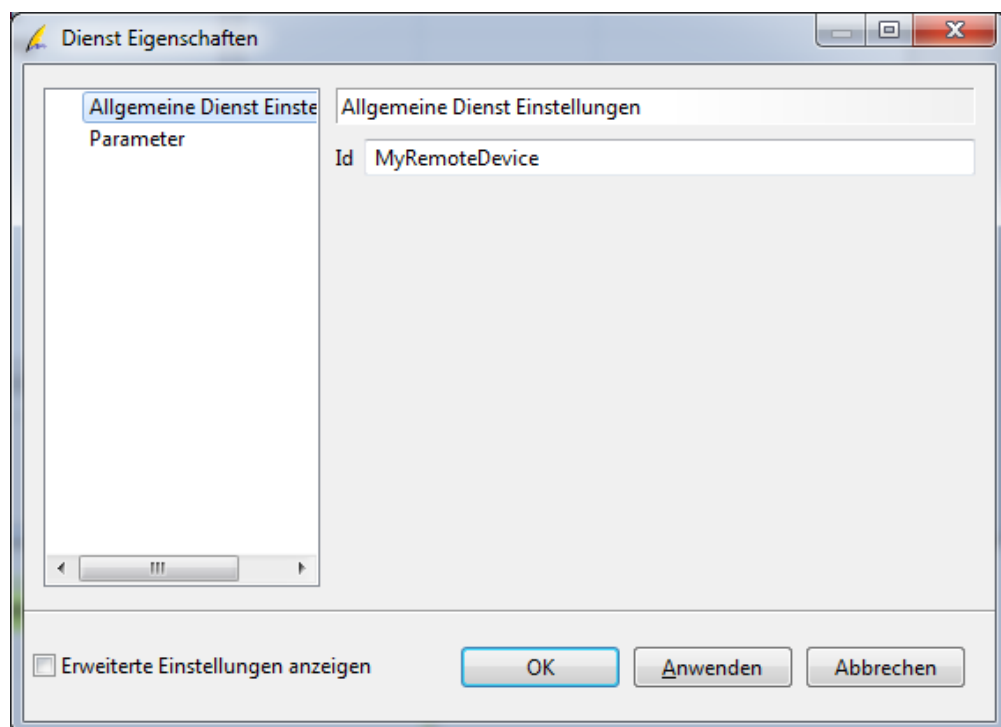 Dienst Eigenschaften
Allgemeine Dienst Einste
Parameter
Allgemeine Dienst Einstellungen
Id MyRemoteDevice
Erweiterte Einstellungen anzeigen
OK
Anwenden
Abbrechen